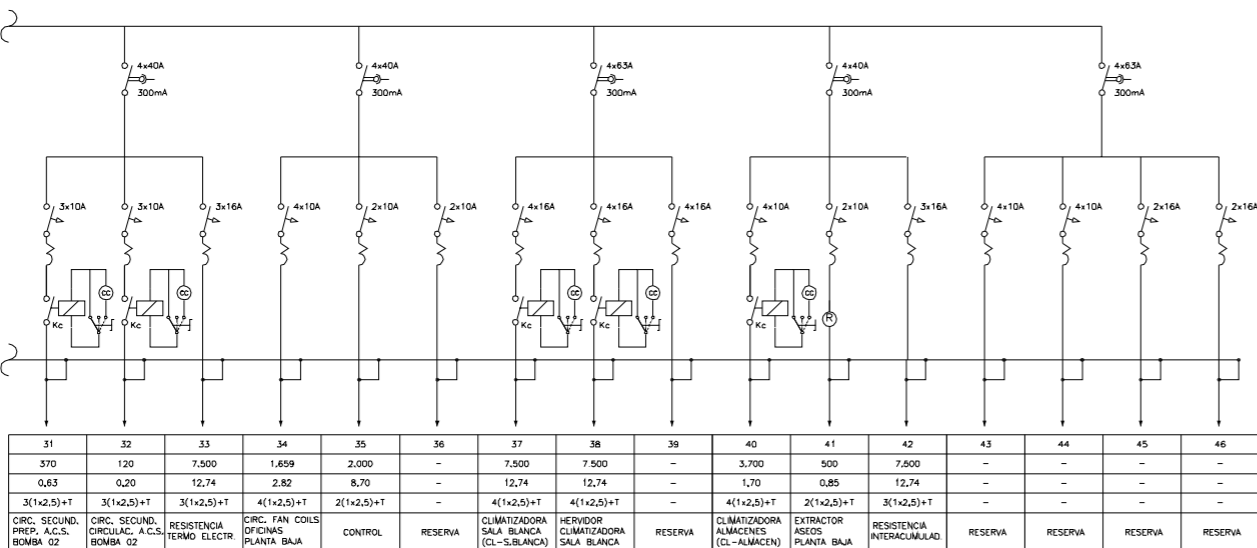 4x40A
300mA
4x40A
300mA
4x63A
300mA
4x40A
300mA
4x63A
300mA
3x10A
3x10A
3x16A
4x10A
2x10A
2x10A
4x16A
4x16A
4x16A
4x10A
2x10A
3x16A
4x10A
4x10A
2x16A
2x16A
CC
CC
CC
CC
CC
Kc
Kc
Kc
Kc
Kc
R
31 32 33 34 35 36 37 38 39 40 41 42 43 44 45 46
370 120 7.500 1.659 2.000 - 7.500 7.500 - 3.700 500 7.500 - - - -
0,63 0,20 12,74 2,82 8,70 - 12,74 12,74 - 1,70 0,85 12,74 - - - -
3(1x2,5)+T 3(1x2,5)+T 3(1x2,5)+T 4(1x2,5)+T 2(1x2,5)+T - 4(1x2,5)+T 4(1x2,5)+T - 4(1x2,5)+T 2(1x2,5)+T 3(1x2,5)+T - - - -
CIRC. SECUND.
PREP. A.C.S.
BOMBA 02
CIRC. SECUND.
CIRCULAC. A.C.S.
BOMBA 02
RESISTENCIA
TERMO ELECTR.
CIRC. FAN COILS
OFICINAS
PLANTA BAJA
CONTROL
RESERVA
CLIMATIZADORA
SALA BLANCA
(CL-S.BLANCA)
HERVIDOR
CLIMATIZADORA
SALA BLANCA
RESERVA
CLIMATIZADORA
ALMACENES
(CL-ALMACEN)
EXTRACTOR
ASEOS
PLANTA BAJA
RESISTENCIA
INTERACUMULAD.
RESERVA
RESERVA
RESERVA
RESERVA